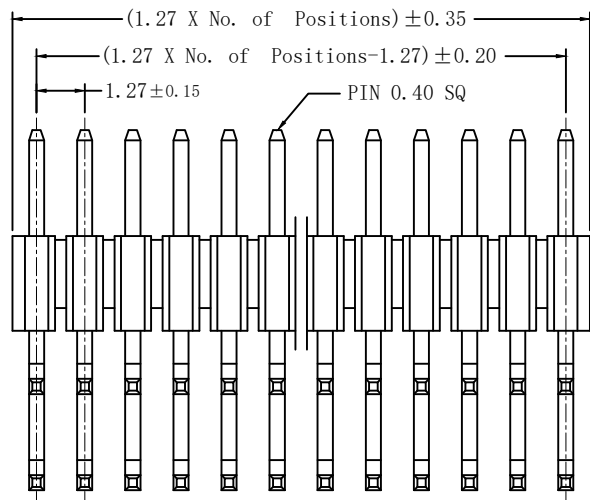 (1.27 X No. of Positions)±0.35
(1.27 X No. of Positions-1.27)±0.20
1.27±0.15
PIN 0.40 SQ